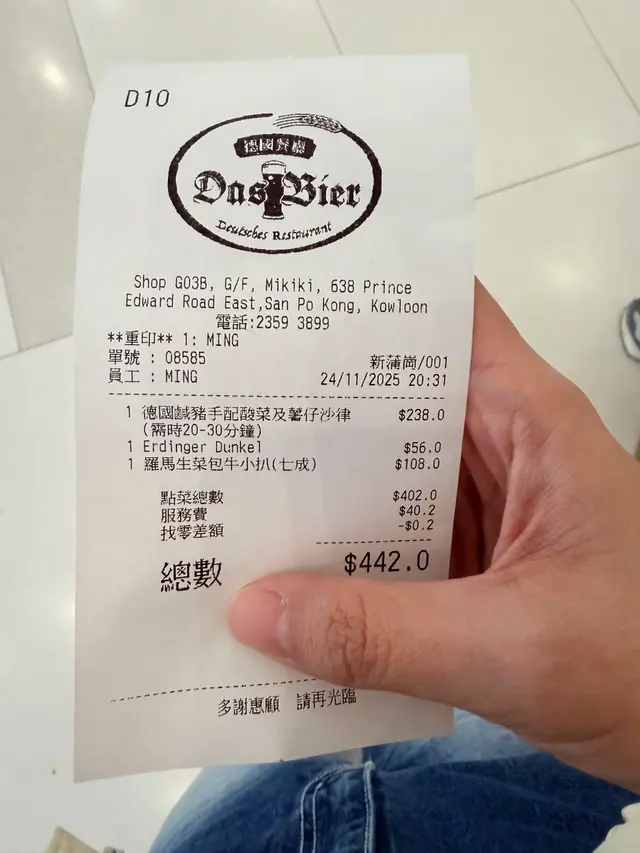 D10
德國餐廳
Das Bier
Deutsches Restaurant
Shop G03B, G/F, Mikiki, 638 Prince
Edward Road East,San Po Kong, Kowloon
電話:2359 3899
**重印** 1: MING
單號 : 08585 新蒲崗/001
員工 : MING 24/11/2025 20:31
1 德國鹹豬手配酸菜及薯仔沙律 $238.0
(需時20-30分鐘)
1 Erdinger Dunkel $56.0
1 羅馬生菜包牛小扒(七成) $108.0
點菜總數 $402.0
服務費 $40.2
找零差額 -$0.2
總數 $442.0
多謝惠顧 請再光臨